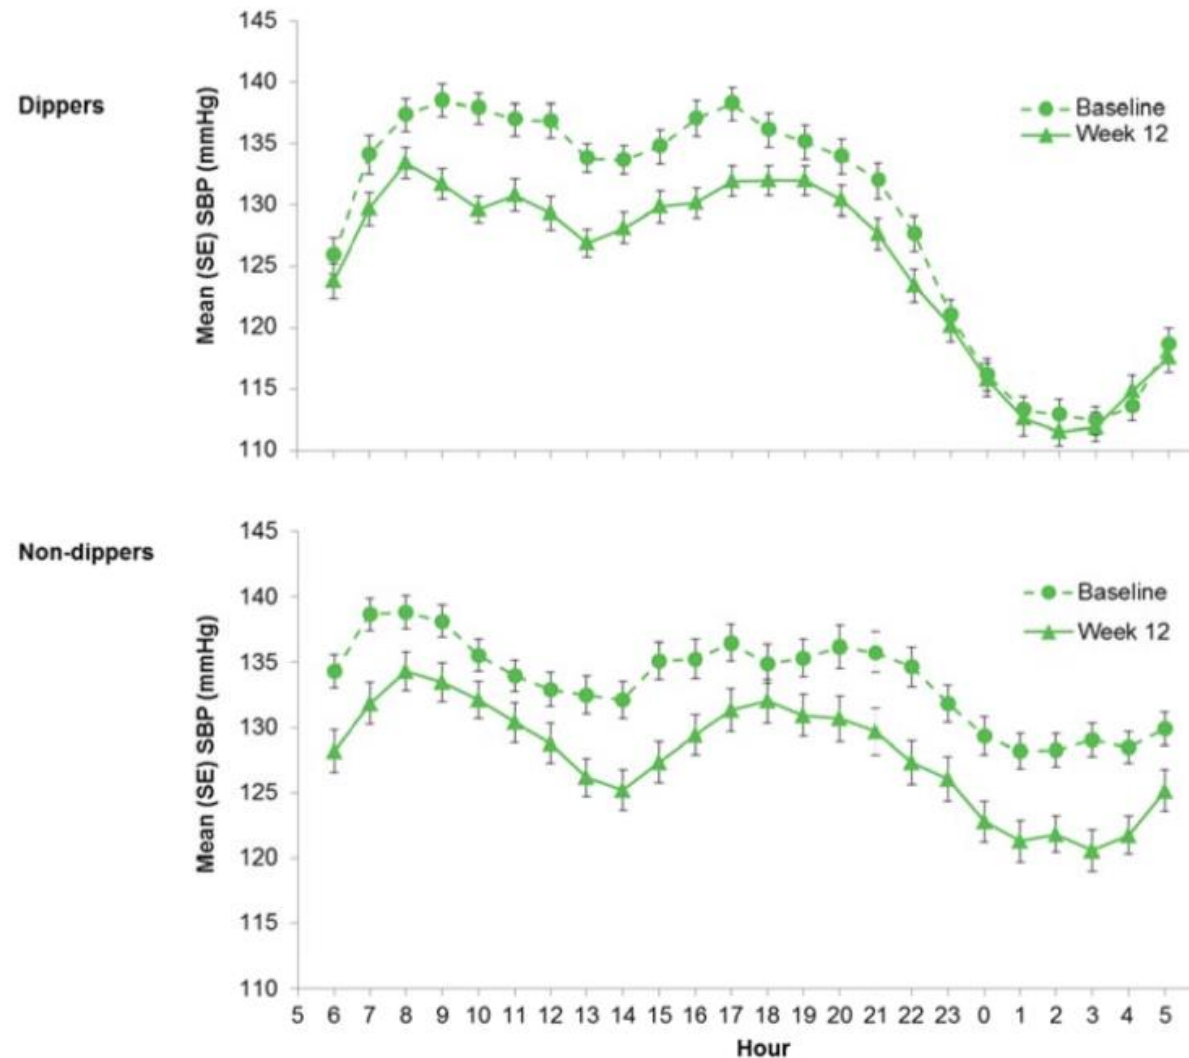 Dippers
Mean (SE) SBP (mmHg)
145
140
135
130
125
120
115
110
Baseline
Week 12
Non-dippers
Mean (SE) SBP (mmHg)
145
140
135
130
125
120
115
110
Baseline
Week 12
5 6 7 8 9 10 11 12 13 14 15 16 17 18 19 20 21 22 23 0 1 2 3 4 5
Hour